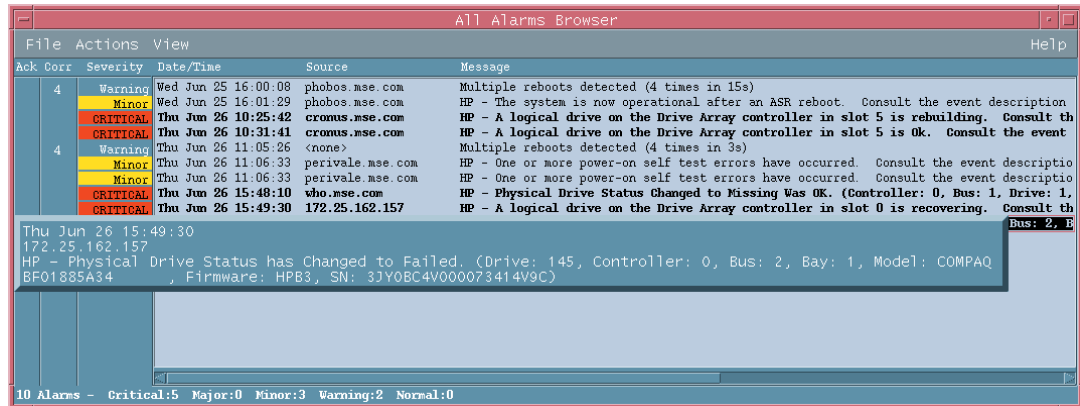 All Alarms Browser
File Actions View Help
Ack Corr Severity Date/Time Source Message
4 Warning Wed Jun 25 16:00:08 phobos.mse.com Multiple reboots detected (4 times in 15s)
Minor Wed Jun 25 16:01:29 phobos.mse.com HP - The system is now operational after an ASR reboot. Consult the event description
CRITICAL Thu Jun 26 10:25:42 cronus.mse.com HP - A logical drive on the Drive Array controller in slot 5 is rebuilding. Consult th
CRITICAL Thu Jun 26 10:31:41 cronus.mse.com HP - A logical drive on the Drive Array controller in slot 5 is Ok. Consult the event
4 Warning Thu Jun 26 11:05:26 <none> Multiple reboots detected (4 times in 3s)
Minor Thu Jun 26 11:06:33 perivale.mse.com HP - One or more power-on self test errors have occurred. Consult the event descriptio
Minor Thu Jun 26 11:06:33 perivale.mse.com HP - One or more power-on self test errors have occurred. Consult the event descriptio
CRITICAL Thu Jun 26 15:48:10 who.mse.com HP - Physical Drive Status Changed to Missing Was OK. (Controller: 0, Bus: 1, Drive: 1,
CRITICAL Thu Jun 26 15:49:30 172.25.162.157 HP - A logical drive on the Drive Array controller in slot 0 is recovering. Consult th
Bus: 2, B
Thu Jun 26 15:49:30
172.25.162.157
HP - Physical Drive Status has Changed to Failed. (Drive: 145, Controller: 0, Bus: 2, Bay: 1, Model: COMPAQ
BF01885A34 , Firmware: HPB3, SN: 3JY0BC4V000073414V9C)
10 Alarms - Critical:5 Major:0 Minor:3 Warning:2 Normal:0